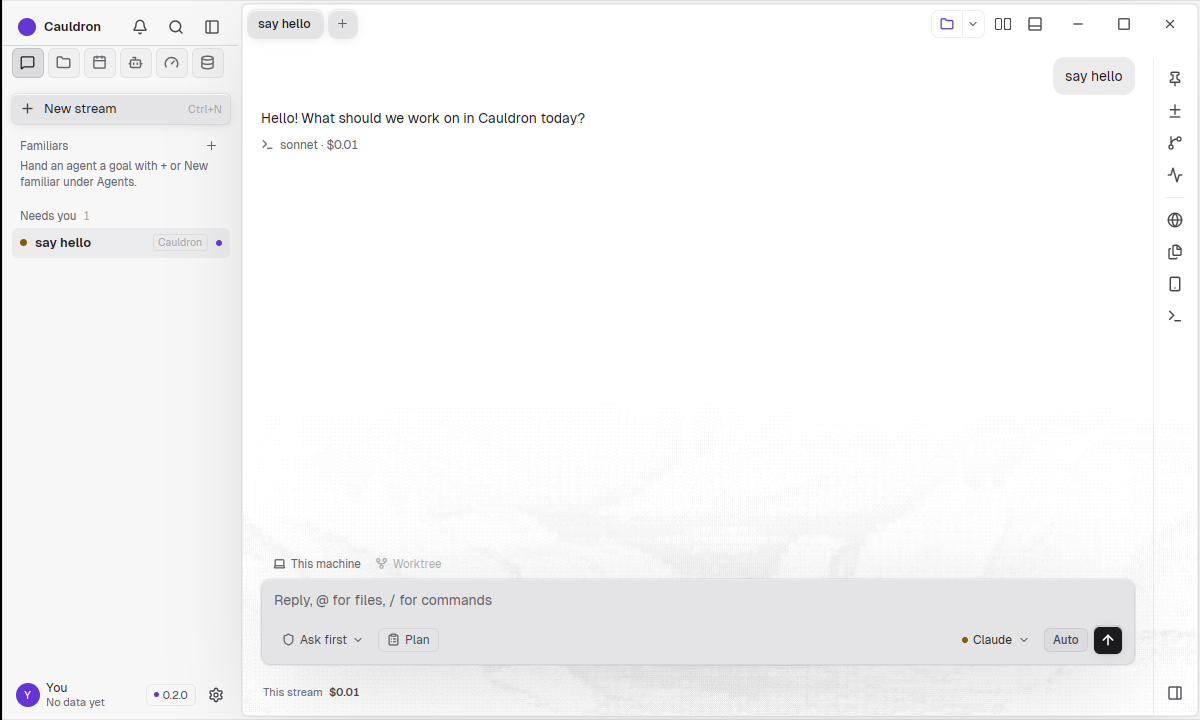 Cauldron
New stream Ctrl+N
Familiars
Hand an agent a goal with + or New
familiar under Agents.
Needs you 1
say hello Cauldron
Y You
No data yet
0.2.0
say hello
say hello
Hello! What should we work on in Cauldron today?
sonnet · $0.01
This machine Worktree
Reply, @ for files, / for commands
Ask first Plan Claude Auto
This stream $0.01